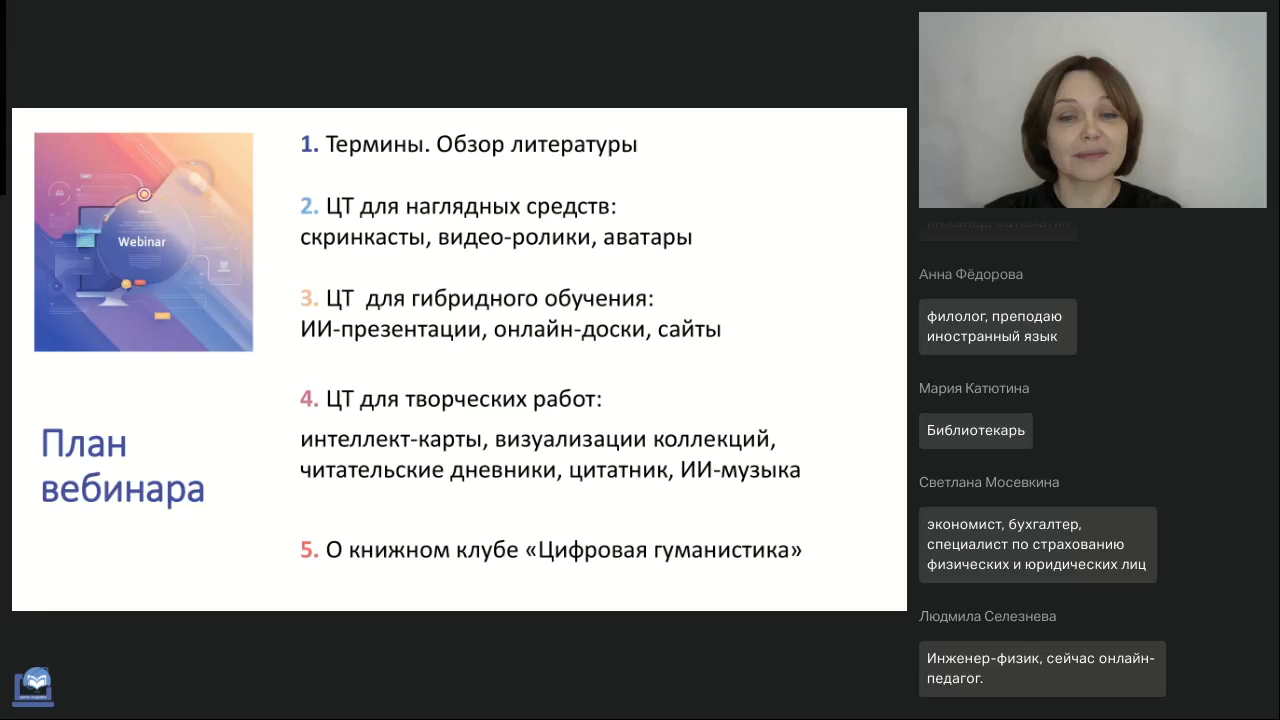 Webinar
План
вебинара
1. Термины. Обзор литературы
2. ЦТ для наглядных средств:
скринкасты, видео-ролики, аватары
3. ЦТ для гибридного обучения:
ИИ-презентации, онлайн-доски, сайты
4. ЦТ для творческих работ:
интеллект-карты, визуализации коллекций,
читательские дневники, цитатник, ИИ-музыка
5. О книжном клубе «Цифровая гуманистика»
инженер, математик
Анна Фёдорова
филолог, преподаю
иностранный язык
Мария Катютина
Библиотекарь
Светлана Мосевкина
экономист, бухгалтер,
специалист по страхованию
физических и юридических лиц
Людмила Селезнева
Инженер-физик, сейчас онлайн-
педагог.